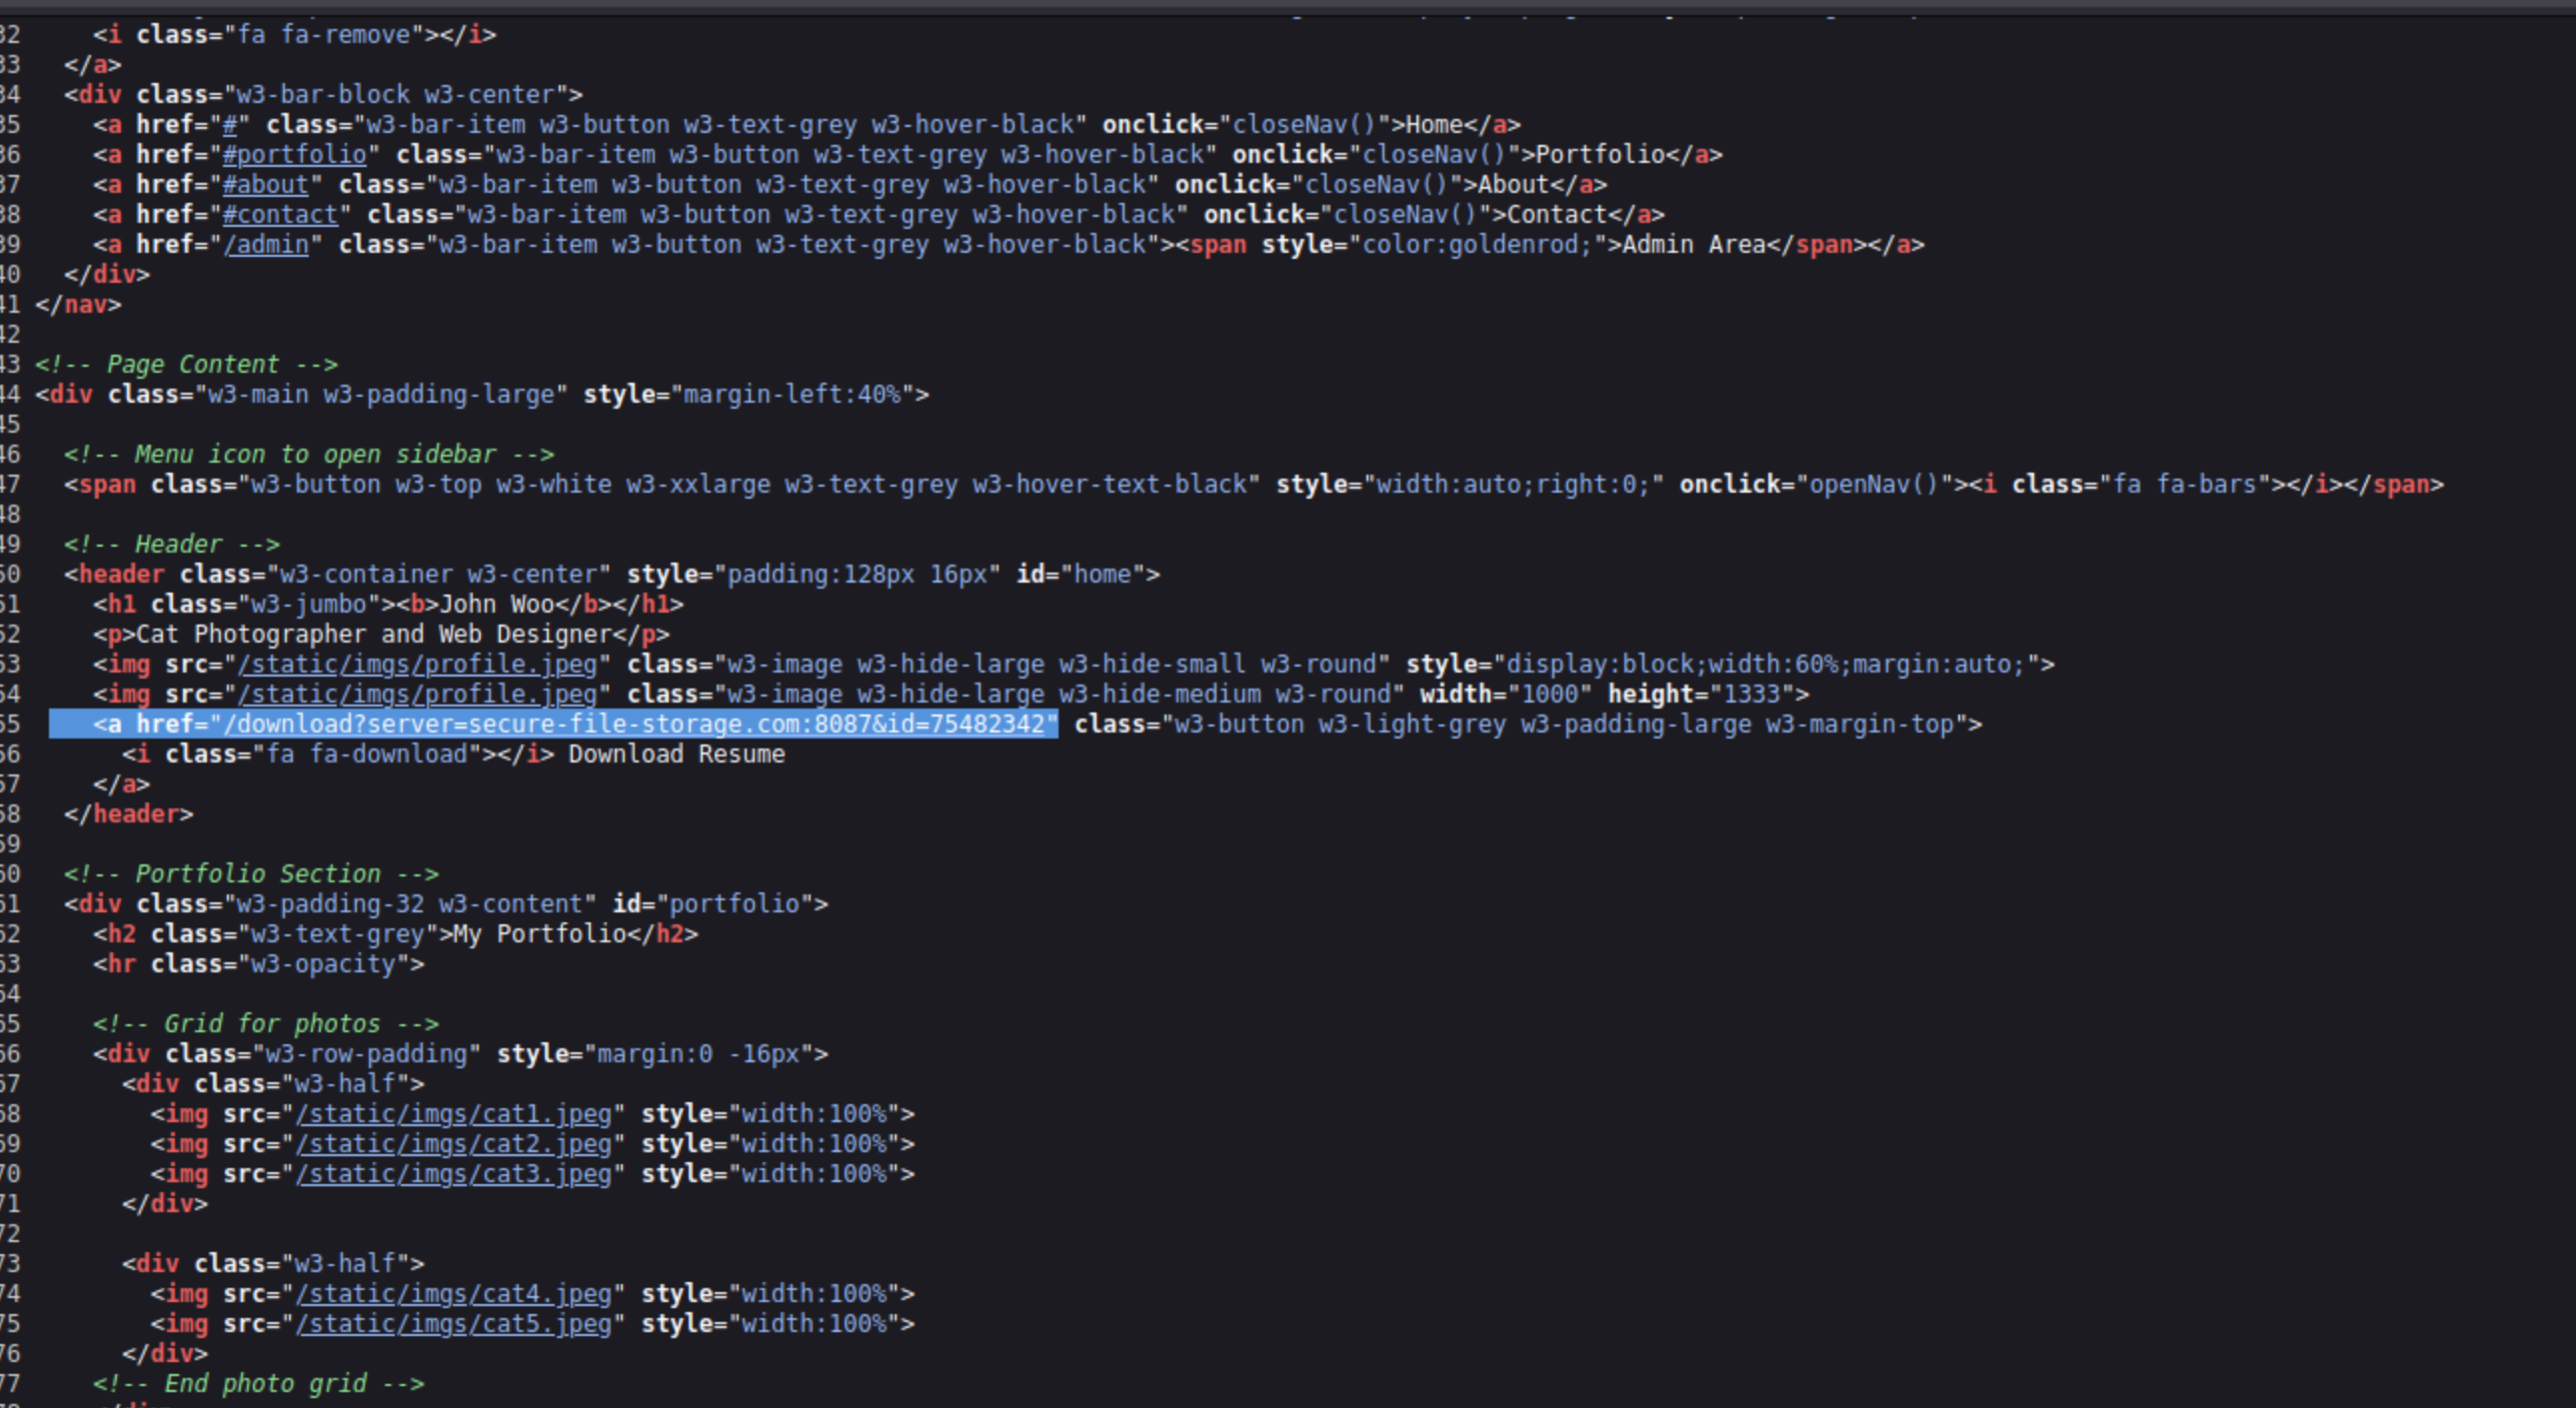 32 <i class="fa fa-remove"></i>
33 </a>
34 <div class="w3-bar-block w3-center">
35 <a href="#" class="w3-bar-item w3-button w3-text-grey w3-hover-black" onclick="closeNav()">Home</a>
36 <a href="#portfolio" class="w3-bar-item w3-button w3-text-grey w3-hover-black" onclick="closeNav()">Portfolio</a>
37 <a href="#about" class="w3-bar-item w3-button w3-text-grey w3-hover-black" onclick="closeNav()">About</a>
38 <a href="#contact" class="w3-bar-item w3-button w3-text-grey w3-hover-black" onclick="closeNav()">Contact</a>
39 <a href="/admin" class="w3-bar-item w3-button w3-text-grey w3-hover-black"><span style="color:goldenrod;">Admin Area</span></a>
40 </div>
41 </nav>
42
43 <!-- Page Content -->
44 <div class="w3-main w3-padding-large" style="margin-left:40%">
45
46 <!-- Menu icon to open sidebar -->
47 <span class="w3-button w3-top w3-white w3-xxlarge w3-text-grey w3-hover-text-black" style="width:auto;right:0;" onclick="openNav()"><i class="fa fa-bars"></i></span>
48
49 <!-- Header -->
50 <header class="w3-container w3-center" style="padding:128px 16px" id="home">
51 <h1 class="w3-jumbo"><b>John Woo</b></h1>
52 <p>Cat Photographer and Web Designer</p>
53 <img src="/static/imgs/profile.jpeg" class="w3-image w3-hide-large w3-hide-small w3-round" style="display:block;width:60%;margin:auto;">
54 <img src="/static/imgs/profile.jpeg" class="w3-image w3-hide-large w3-hide-medium w3-round" width="1000" height="1333">
55 <a href="/download?server=secure-file-storage.com:8087&id=75482342" class="w3-button w3-light-grey w3-padding-large w3-margin-top">
56 <i class="fa fa-download"></i> Download Resume
57 </a>
58 </header>
59
60 <!-- Portfolio Section -->
61 <div class="w3-padding-32 w3-content" id="portfolio">
62 <h2 class="w3-text-grey">My Portfolio</h2>
63 <hr class="w3-opacity">
64
65 <!-- Grid for photos -->
66 <div class="w3-row-padding" style="margin:0 -16px">
67 <div class="w3-half">
68 <img src="/static/imgs/cat1.jpeg" style="width:100%">
69 <img src="/static/imgs/cat2.jpeg" style="width:100%">
70 <img src="/static/imgs/cat3.jpeg" style="width:100%">
71 </div>
72
73 <div class="w3-half">
74 <img src="/static/imgs/cat4.jpeg" style="width:100%">
75 <img src="/static/imgs/cat5.jpeg" style="width:100%">
76 </div>
77 <!-- End photo grid -->